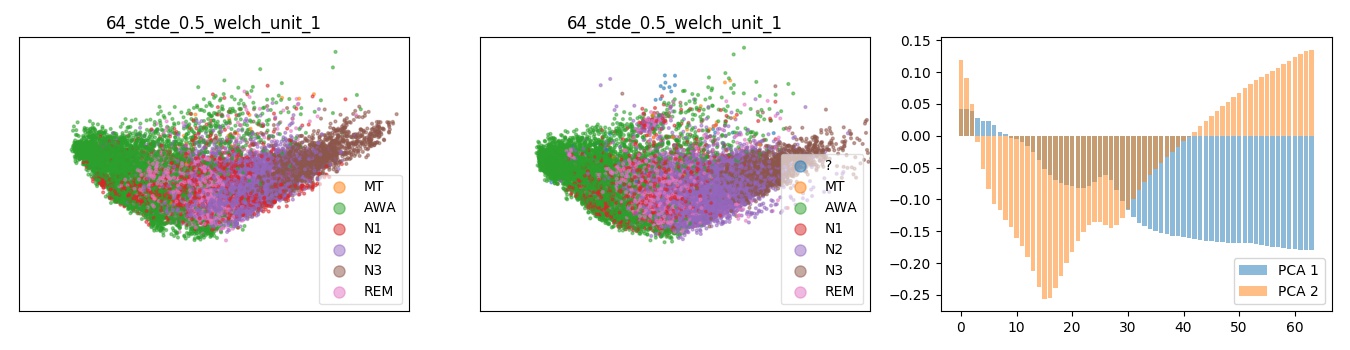 64_stde_0.5_welch_unit_1
MT
AWA
N1
N2
N3
REM
64_stde_0.5_welch_unit_1
?
MT
AWA
N1
N2
N3
REM
0.15
0.10
0.05
0.00
−0.05
−0.10
−0.15
−0.20
−0.25
0 10 20 30 40 50 60
PCA 1
PCA 2